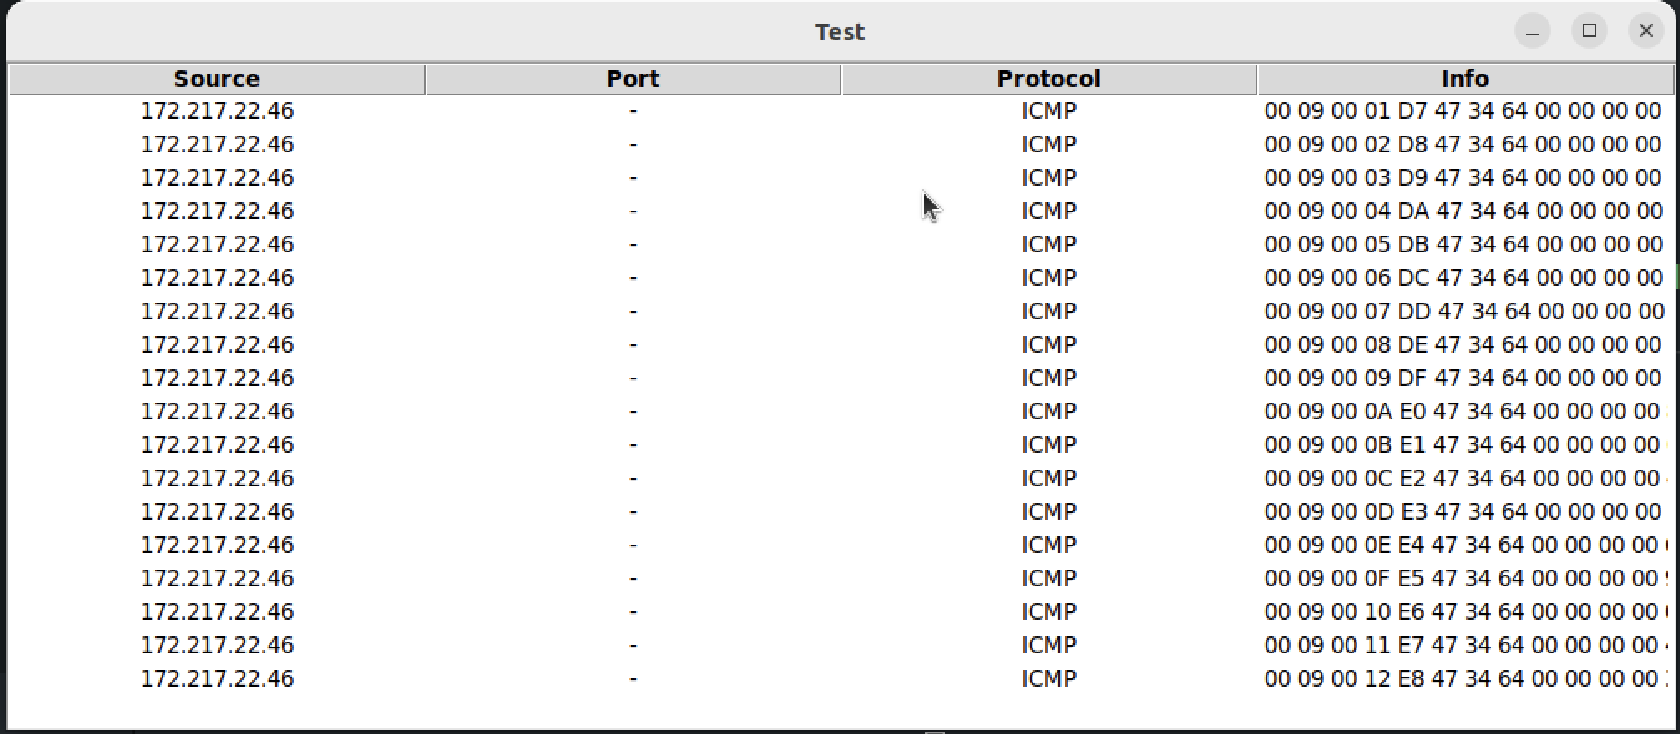 Test
Source Port Protocol Info
172.217.22.46 - ICMP 00 09 00 01 D7 47 34 64 00 00 00 00
172.217.22.46 - ICMP 00 09 00 02 D8 47 34 64 00 00 00 00
172.217.22.46 - ICMP 00 09 00 03 D9 47 34 64 00 00 00 00
172.217.22.46 - ICMP 00 09 00 04 DA 47 34 64 00 00 00 00
172.217.22.46 - ICMP 00 09 00 05 DB 47 34 64 00 00 00 00
172.217.22.46 - ICMP 00 09 00 06 DC 47 34 64 00 00 00 00
172.217.22.46 - ICMP 00 09 00 07 DD 47 34 64 00 00 00 00
172.217.22.46 - ICMP 00 09 00 08 DE 47 34 64 00 00 00 00
172.217.22.46 - ICMP 00 09 00 09 DF 47 34 64 00 00 00 00
172.217.22.46 - ICMP 00 09 00 0A E0 47 34 64 00 00 00 00
172.217.22.46 - ICMP 00 09 00 0B E1 47 34 64 00 00 00 00
172.217.22.46 - ICMP 00 09 00 0C E2 47 34 64 00 00 00 00
172.217.22.46 - ICMP 00 09 00 0D E3 47 34 64 00 00 00 00
172.217.22.46 - ICMP 00 09 00 0E E4 47 34 64 00 00 00 00
172.217.22.46 - ICMP 00 09 00 0F E5 47 34 64 00 00 00 00
172.217.22.46 - ICMP 00 09 00 10 E6 47 34 64 00 00 00 00
172.217.22.46 - ICMP 00 09 00 11 E7 47 34 64 00 00 00 00
172.217.22.46 - ICMP 00 09 00 12 E8 47 34 64 00 00 00 00